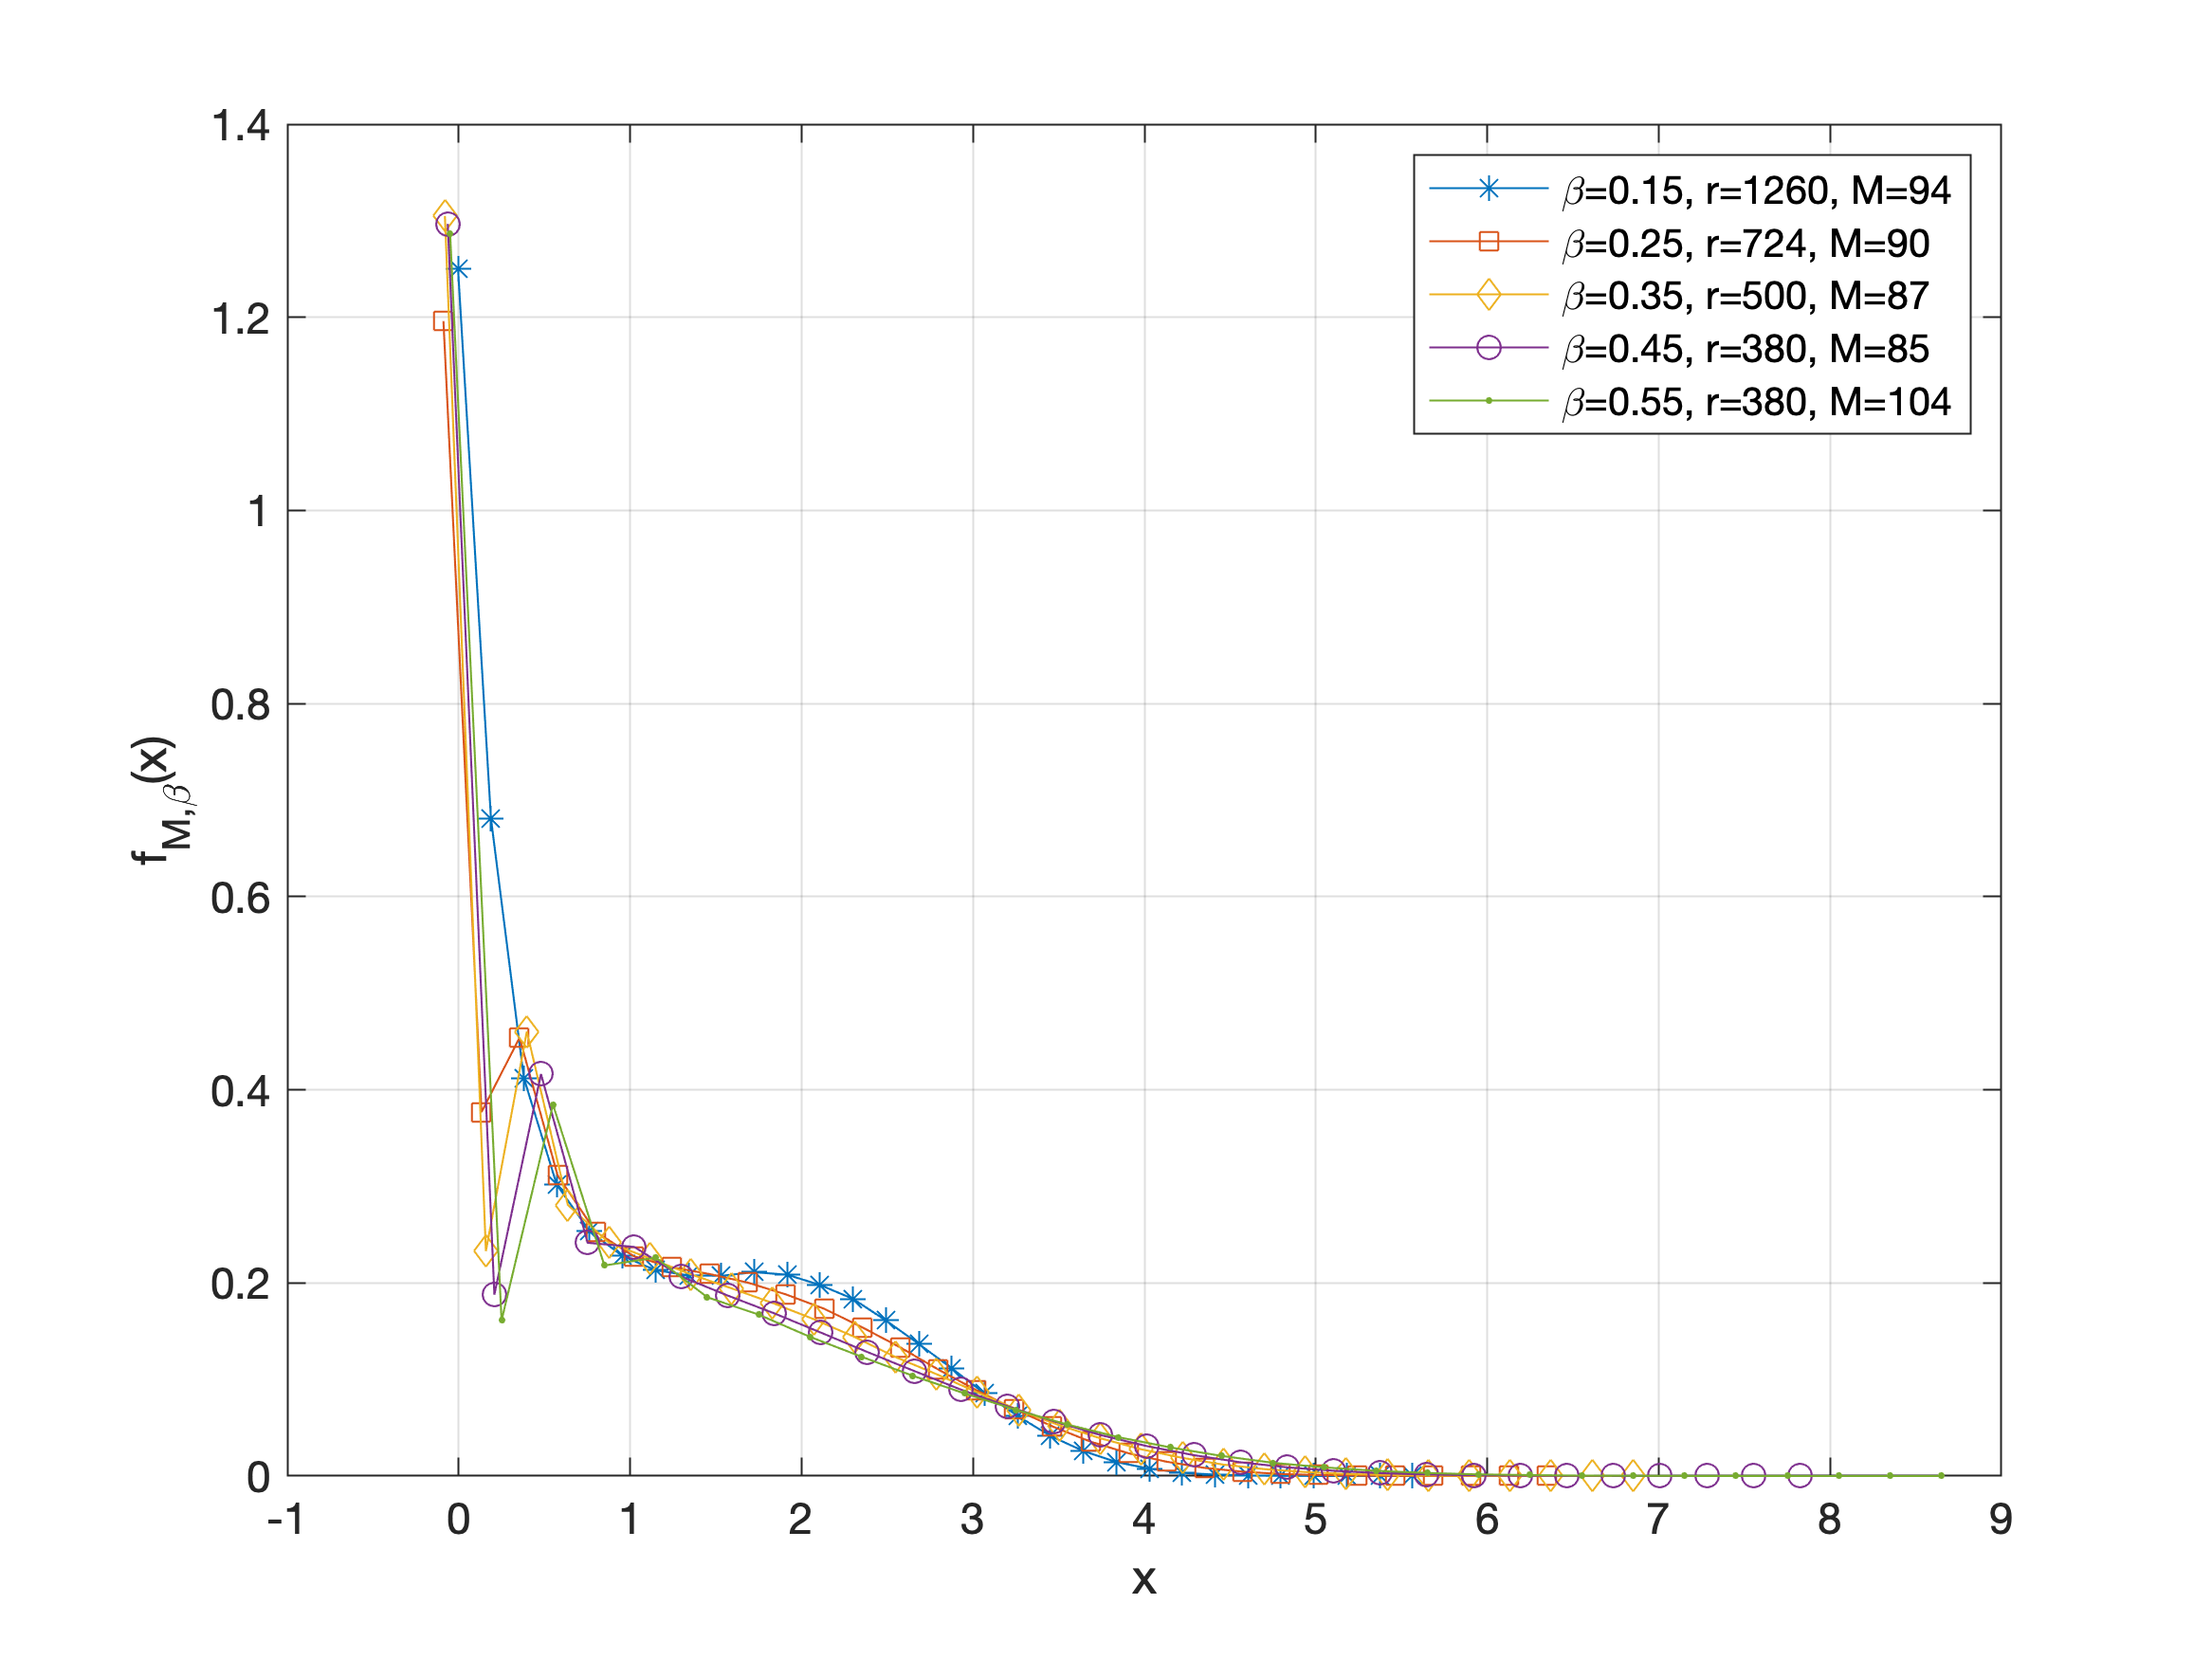 1.4
1.2
1
0.8
0.6
0.4
0.2
0
-1 0 1 2 3 4 5 6 7 8 9
x
f_{M,β}(x)
β=0.15, r=1260, M=94
β=0.25, r=724, M=90
β=0.35, r=500, M=87
β=0.45, r=380, M=85
β=0.55, r=380, M=104